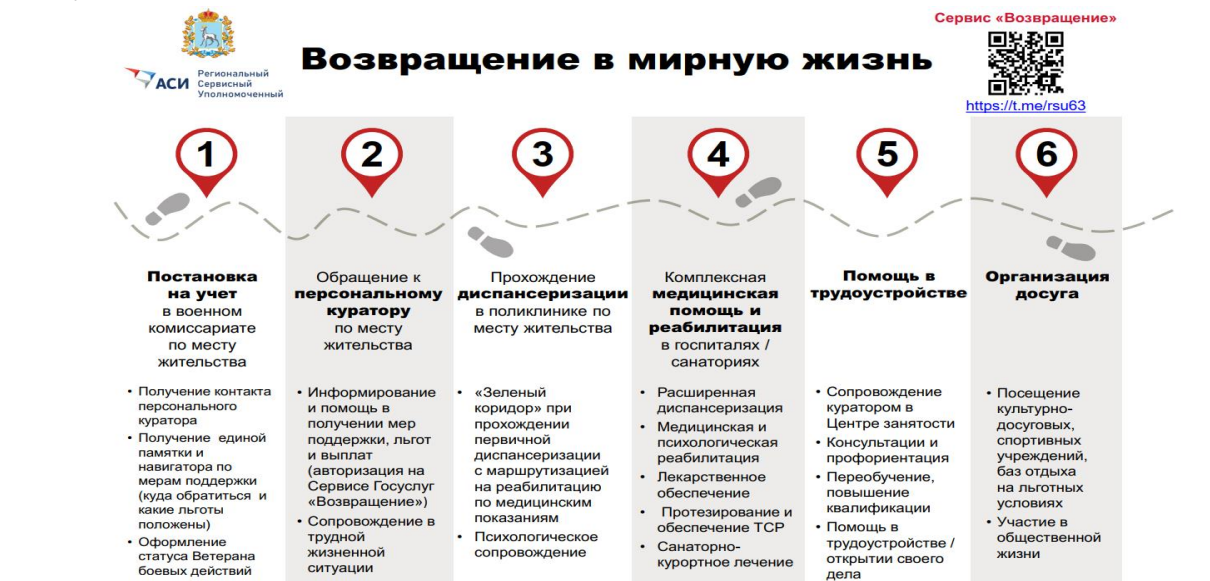 АСИ
Региональный
Сервисный
Уполномоченный
Возвращение в мирную жизнь
Сервис «Возвращение»
https://t.me/rsu63
1
Постановка
на учет
в военном
комиссариате
по месту
жительства
• Получение контакта
персонального
куратора
• Получение единой
памятки и
навигатора по
мерам поддержки
(куда обратиться и
какие льготы
положены)
• Оформление
статуса Ветерана
боевых действий
2
Обращение к
персональному
куратору
по месту
жительства
• Информирование
и помощь в
получении мер
поддержки, льгот
и выплат
(авторизация на
Сервисе Госуслуг
«Возвращение»)
• Сопровождение в
трудной
жизненной
ситуации
3
Прохождение
диспансеризации
в поликлинике по
месту жительства
• «Зеленый
коридор» при
прохождении
первичной
диспансеризации
с маршрутизацией
на реабилитацию
по медицинским
показаниям
• Психологическое
сопровождение
4
Комплексная
медицинская
помощь и
реабилитация
в госпиталях /
санаториях
• Расширенная
диспансеризация
• Медицинская и
психологическая
реабилитация
• Лекарственное
обеспечение
• Протезирование и
обеспечение ТСР
• Санаторно-
курортное лечение
5
Помощь в
трудоустройстве
• Сопровождение
куратором в
Центре занятости
• Консультации и
профориентация
• Переобучение,
повышение
квалификации
• Помощь в
трудоустройстве /
открытии своего
дела
6
Организация
досуга
• Посещение
культурно-
досуговых,
спортивных
учреждений,
баз отдыха
на льготных
условиях
• Участие в
общественной
жизни